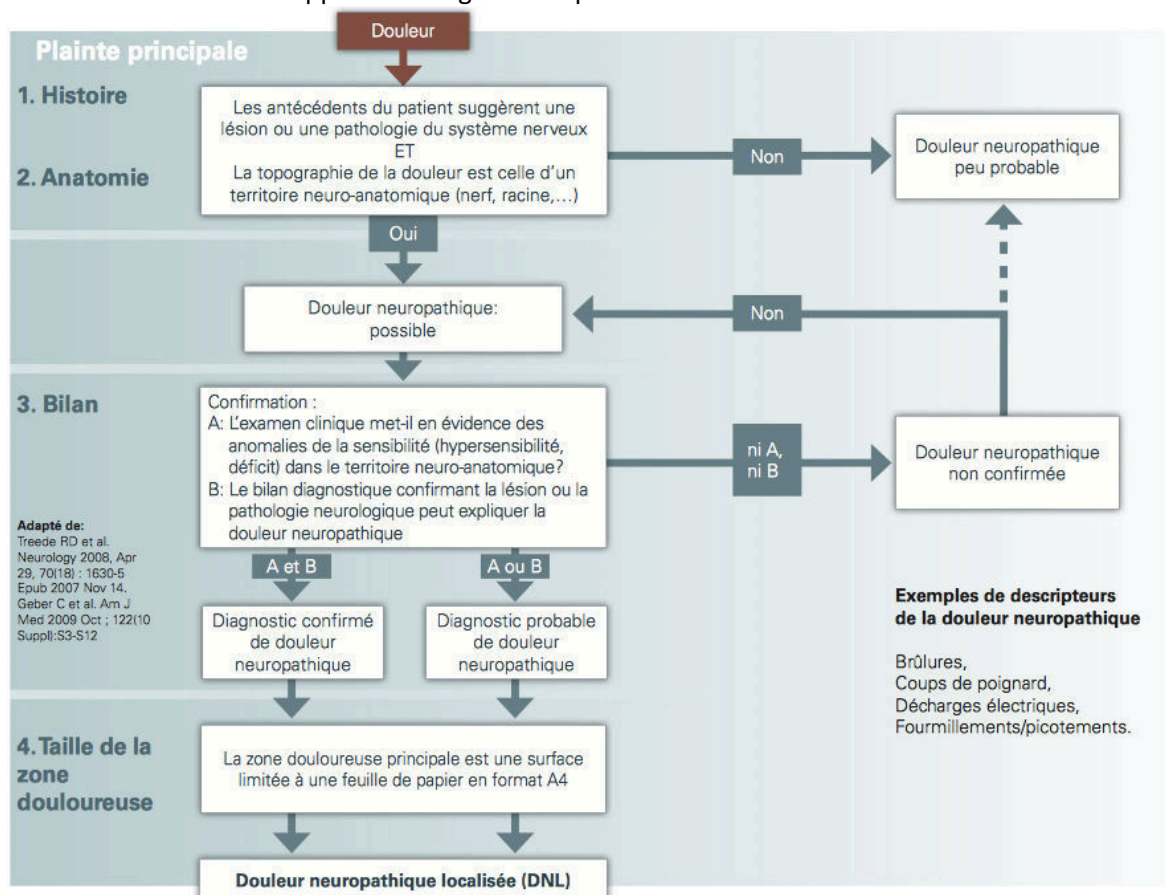 Douleur
Plainte principale
1. Histoire
2. Anatomie
Les antécédents du patient suggèrent une
lésion ou une pathologie du système nerveux
ET
La topographie de la douleur est celle d'un
territoire neuro-anatomique (nerf, racine,...)
Non
Douleur neuropathique
peu probable
Oui
Douleur neuropathique:
possible
Non
3. Bilan
Confirmation :
A: L'examen clinique met-il en évidence des
anomalies de la sensibilité (hypersensibilité,
déficit) dans le territoire neuro-anatomique?
B: Le bilan diagnostique confirmant la lésion ou la
pathologie neurologique peut expliquer la
douleur neuropathique
ni A,
ni B
Douleur neuropathique
non confirmée
Adapté de:
Treede RD et al.
Neurology 2008, Apr
29, 70(18) : 1630-5
Epub 2007 Nov 14.
Geber C et al. Am J
Med 2009 Oct ; 122(10
Suppl):S3-S12
A et B
A ou B
Diagnostic confirmé
de douleur
neuropathique
Diagnostic probable
de douleur
neuropathique
Exemples de descripteurs
de la douleur neuropathique
Brûlures,
Coups de poignard,
Décharges électriques,
Fourmillements/picotements.
4. Taille de la
zone
douloureuse
La zone douloureuse principale est une surface
limitée à une feuille de papier en format A4
Douleur neuropathique localisée (DNL)